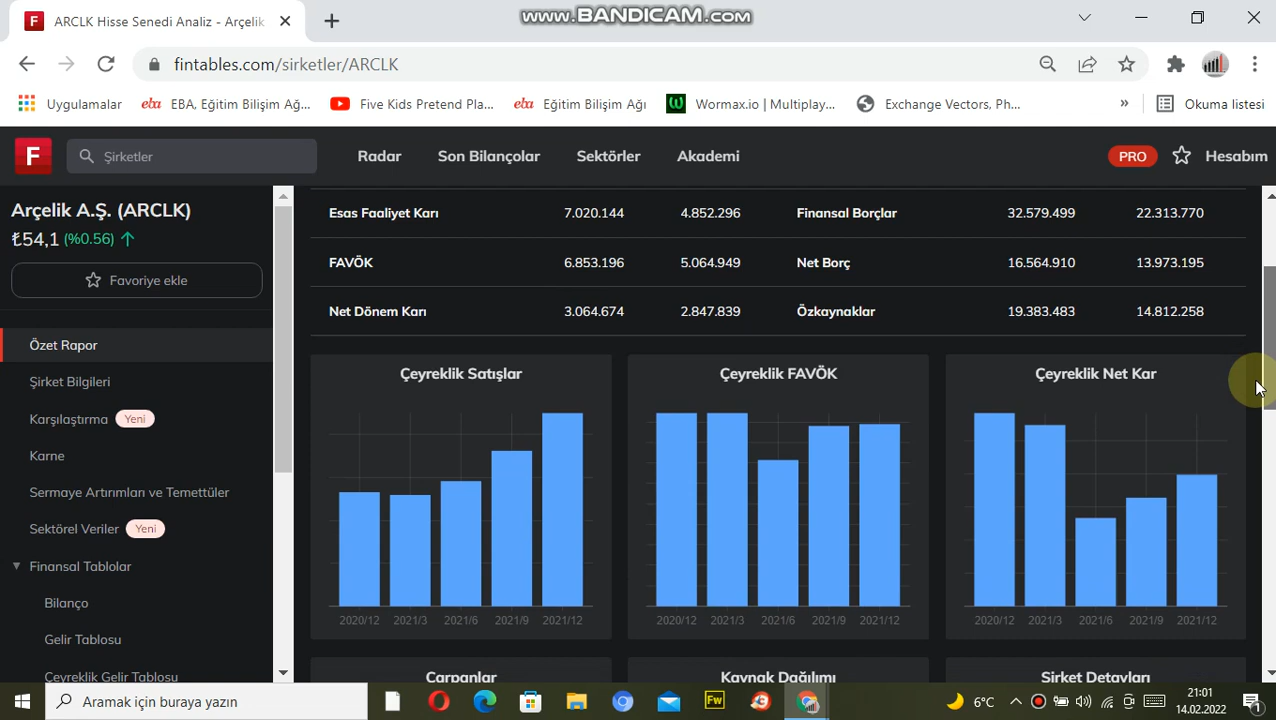 ARCLK Hisse Senedi Analiz - Arçelik
www.BANDICAM.com
fintables.com/sirketler/ARCLK
Uygulamalar
eba EBA, Eğitim Bilişim Ağ...
Five Kids Pretend Pla...
eba Eğitim Bilişim Ağı
Wormax.io | Multiplay...
Exchange Vectors, Ph...
»
Okuma listesi
F
Şirketler
Radar
Son Bilançolar
Sektörler
Akademi
PRO
Hesabım
Arçelik A.Ş. (ARCLK)
₺54,1 (%0.56)
Favoriye ekle
Özet Rapor
Şirket Bilgileri
Karşılaştırma Yeni
Karne
Sermaye Artırımları ve Temettüler
Sektörel Veriler Yeni
Finansal Tablolar
Bilanço
Gelir Tablosu
Çeyreklik Gelir Tablosu
Esas Faaliyet Karı 7.020.144 4.852.296 Finansal Borçlar 32.579.499 22.313.770
FAVÖK 6.853.196 5.064.949 Net Borç 16.564.910 13.973.195
Net Dönem Karı 3.064.674 2.847.839 Özkaynaklar 19.383.483 14.812.258
Çeyreklik Satışlar
2020/12 2021/3 2021/6 2021/9 2021/12
Çeyreklik FAVÖK
2020/12 2021/3 2021/6 2021/9 2021/12
Çeyreklik Net Kar
2020/12 2021/3 2021/6 2021/9 2021/12
Çarpanlar
Kaynak Dağılımı
Şirket Detayları
Aramak için buraya yazın
Fw
6°C
21:01
14.02.2022
1